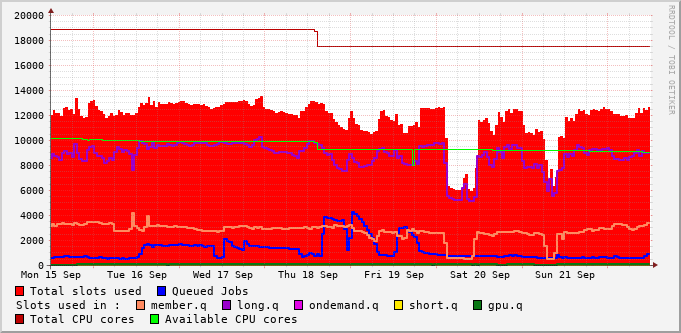 RRDTOOL / TOBI OETIKER
20000
18000
16000
14000
12000
10000
8000
6000
4000
2000
0
Mon 15 Sep Tue 16 Sep Wed 17 Sep Thu 18 Sep Fri 19 Sep Sat 20 Sep Sun 21 Sep
Total slots used Queued Jobs
Slots used in : member.q long.q ondemand.q short.q gpu.q
Total CPU cores Available CPU cores